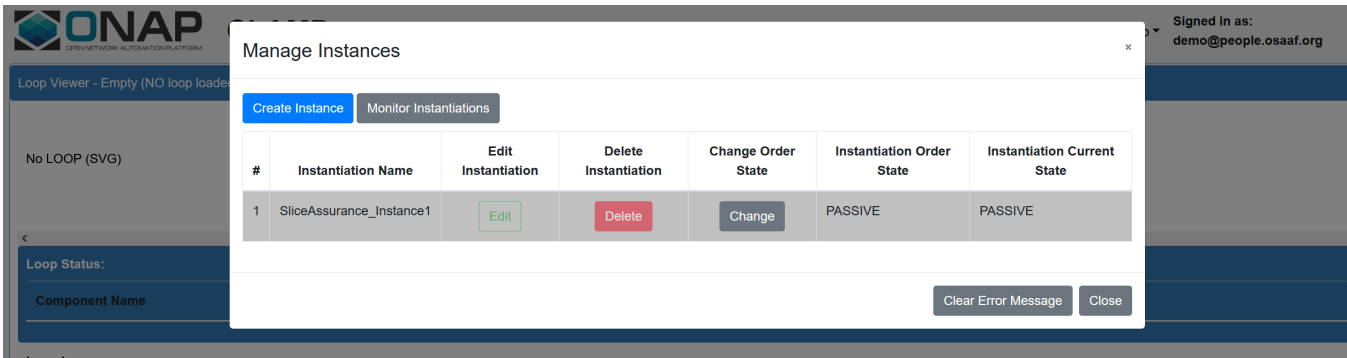 ONAP
OPEN NETWORK AUTOMATION PLATFORM
Signed in as:
demo@people.osaaf.org
Manage Instances
×
Loop Viewer - Empty (NO loop loade
Create Instance
Monitor Instantiations
No LOOP (SVG)
# Instantiation Name Edit Instantiation Delete Instantiation Change Order State Instantiation Order State Instantiation Current State
1 SliceAssurance_Instance1 Edit Delete Change PASSIVE PASSIVE
Loop Status:
Component Name
Clear Error Message
Close